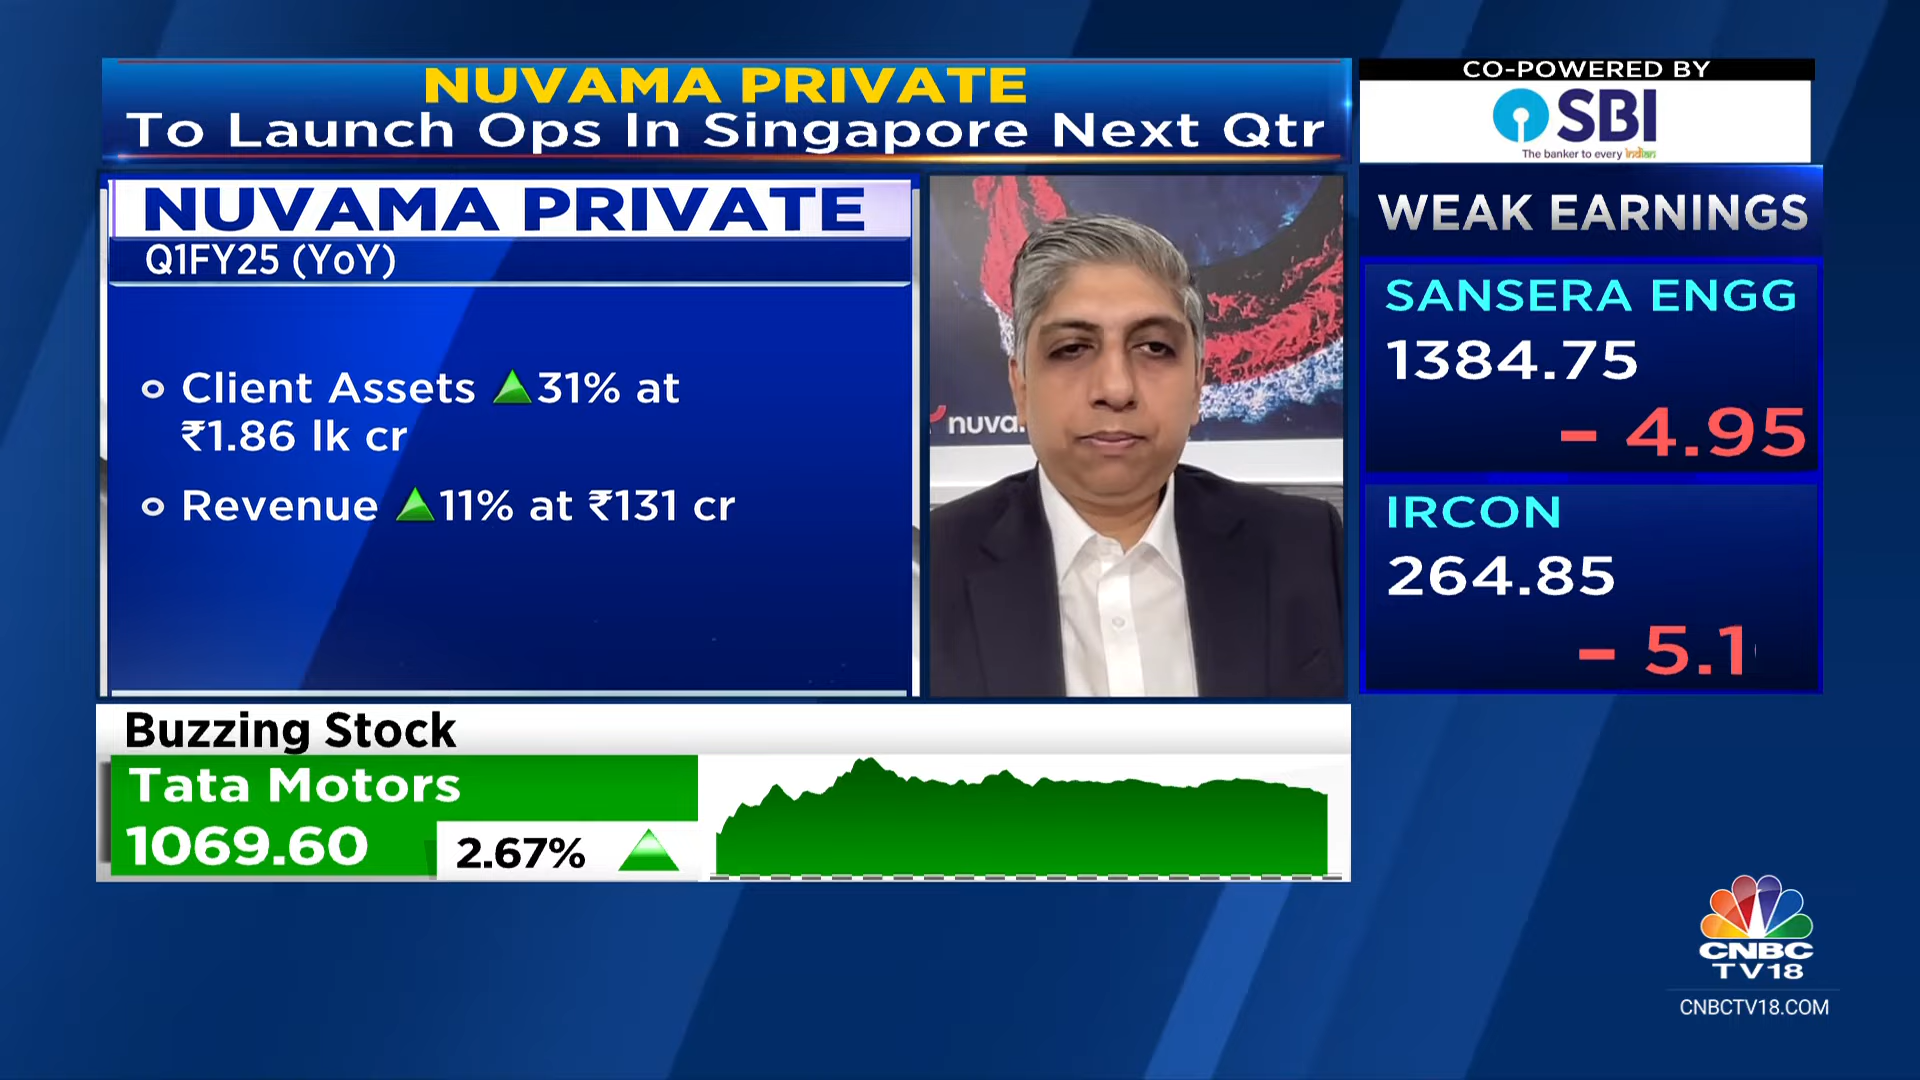 NUVAMA PRIVATE
To Launch Ops In Singapore Next Qtr
NUVAMA PRIVATE
Q1FY25 (YoY)
Client Assets ▲31% at
₹1.86 lk cr
Revenue ▲11% at ₹131 cr
nuva
CO-POWERED BY
SBI
The banker to every indian
WEAK EARNINGS
SANSERA ENGG
1384.75
- 4.95
IRCON
264.85
- 5.1
Buzzing Stock
Tata Motors
1069.60
2.67%
CNBC
TV18
CNBCTV18.COM